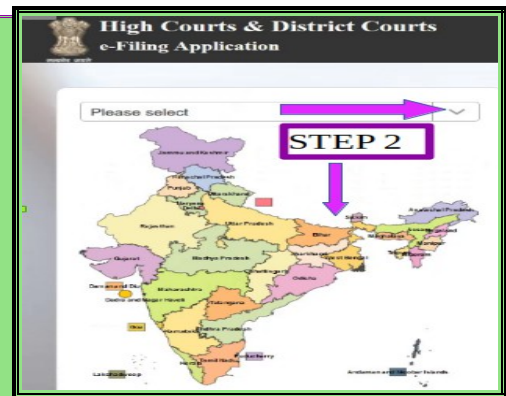 High Courts & District Courts
e-Filing Application
Please select
STEP 2
Jammu and Kashmir
Himachal Pradesh
Punjab
Uttarakhand
Haryana
Delhi
Rajasthan
Uttar Pradesh
Bihar
Sikkim
Arunachal Pradesh
Assam
Nagaland
Meghalaya
Manipur
Mizoram
Gujarat
Madhya Pradesh
Jharkhand
West Bengal
Chhattisgarh
Odisha
Daman and Diu
Dadra and Nagar Haveli
Maharashtra
Telangana
Goa
Karnataka
Andhra Pradesh
Puducherry
Kerala
Tamil Nadu
Lakshadweep
Andaman and Nicobar Islands